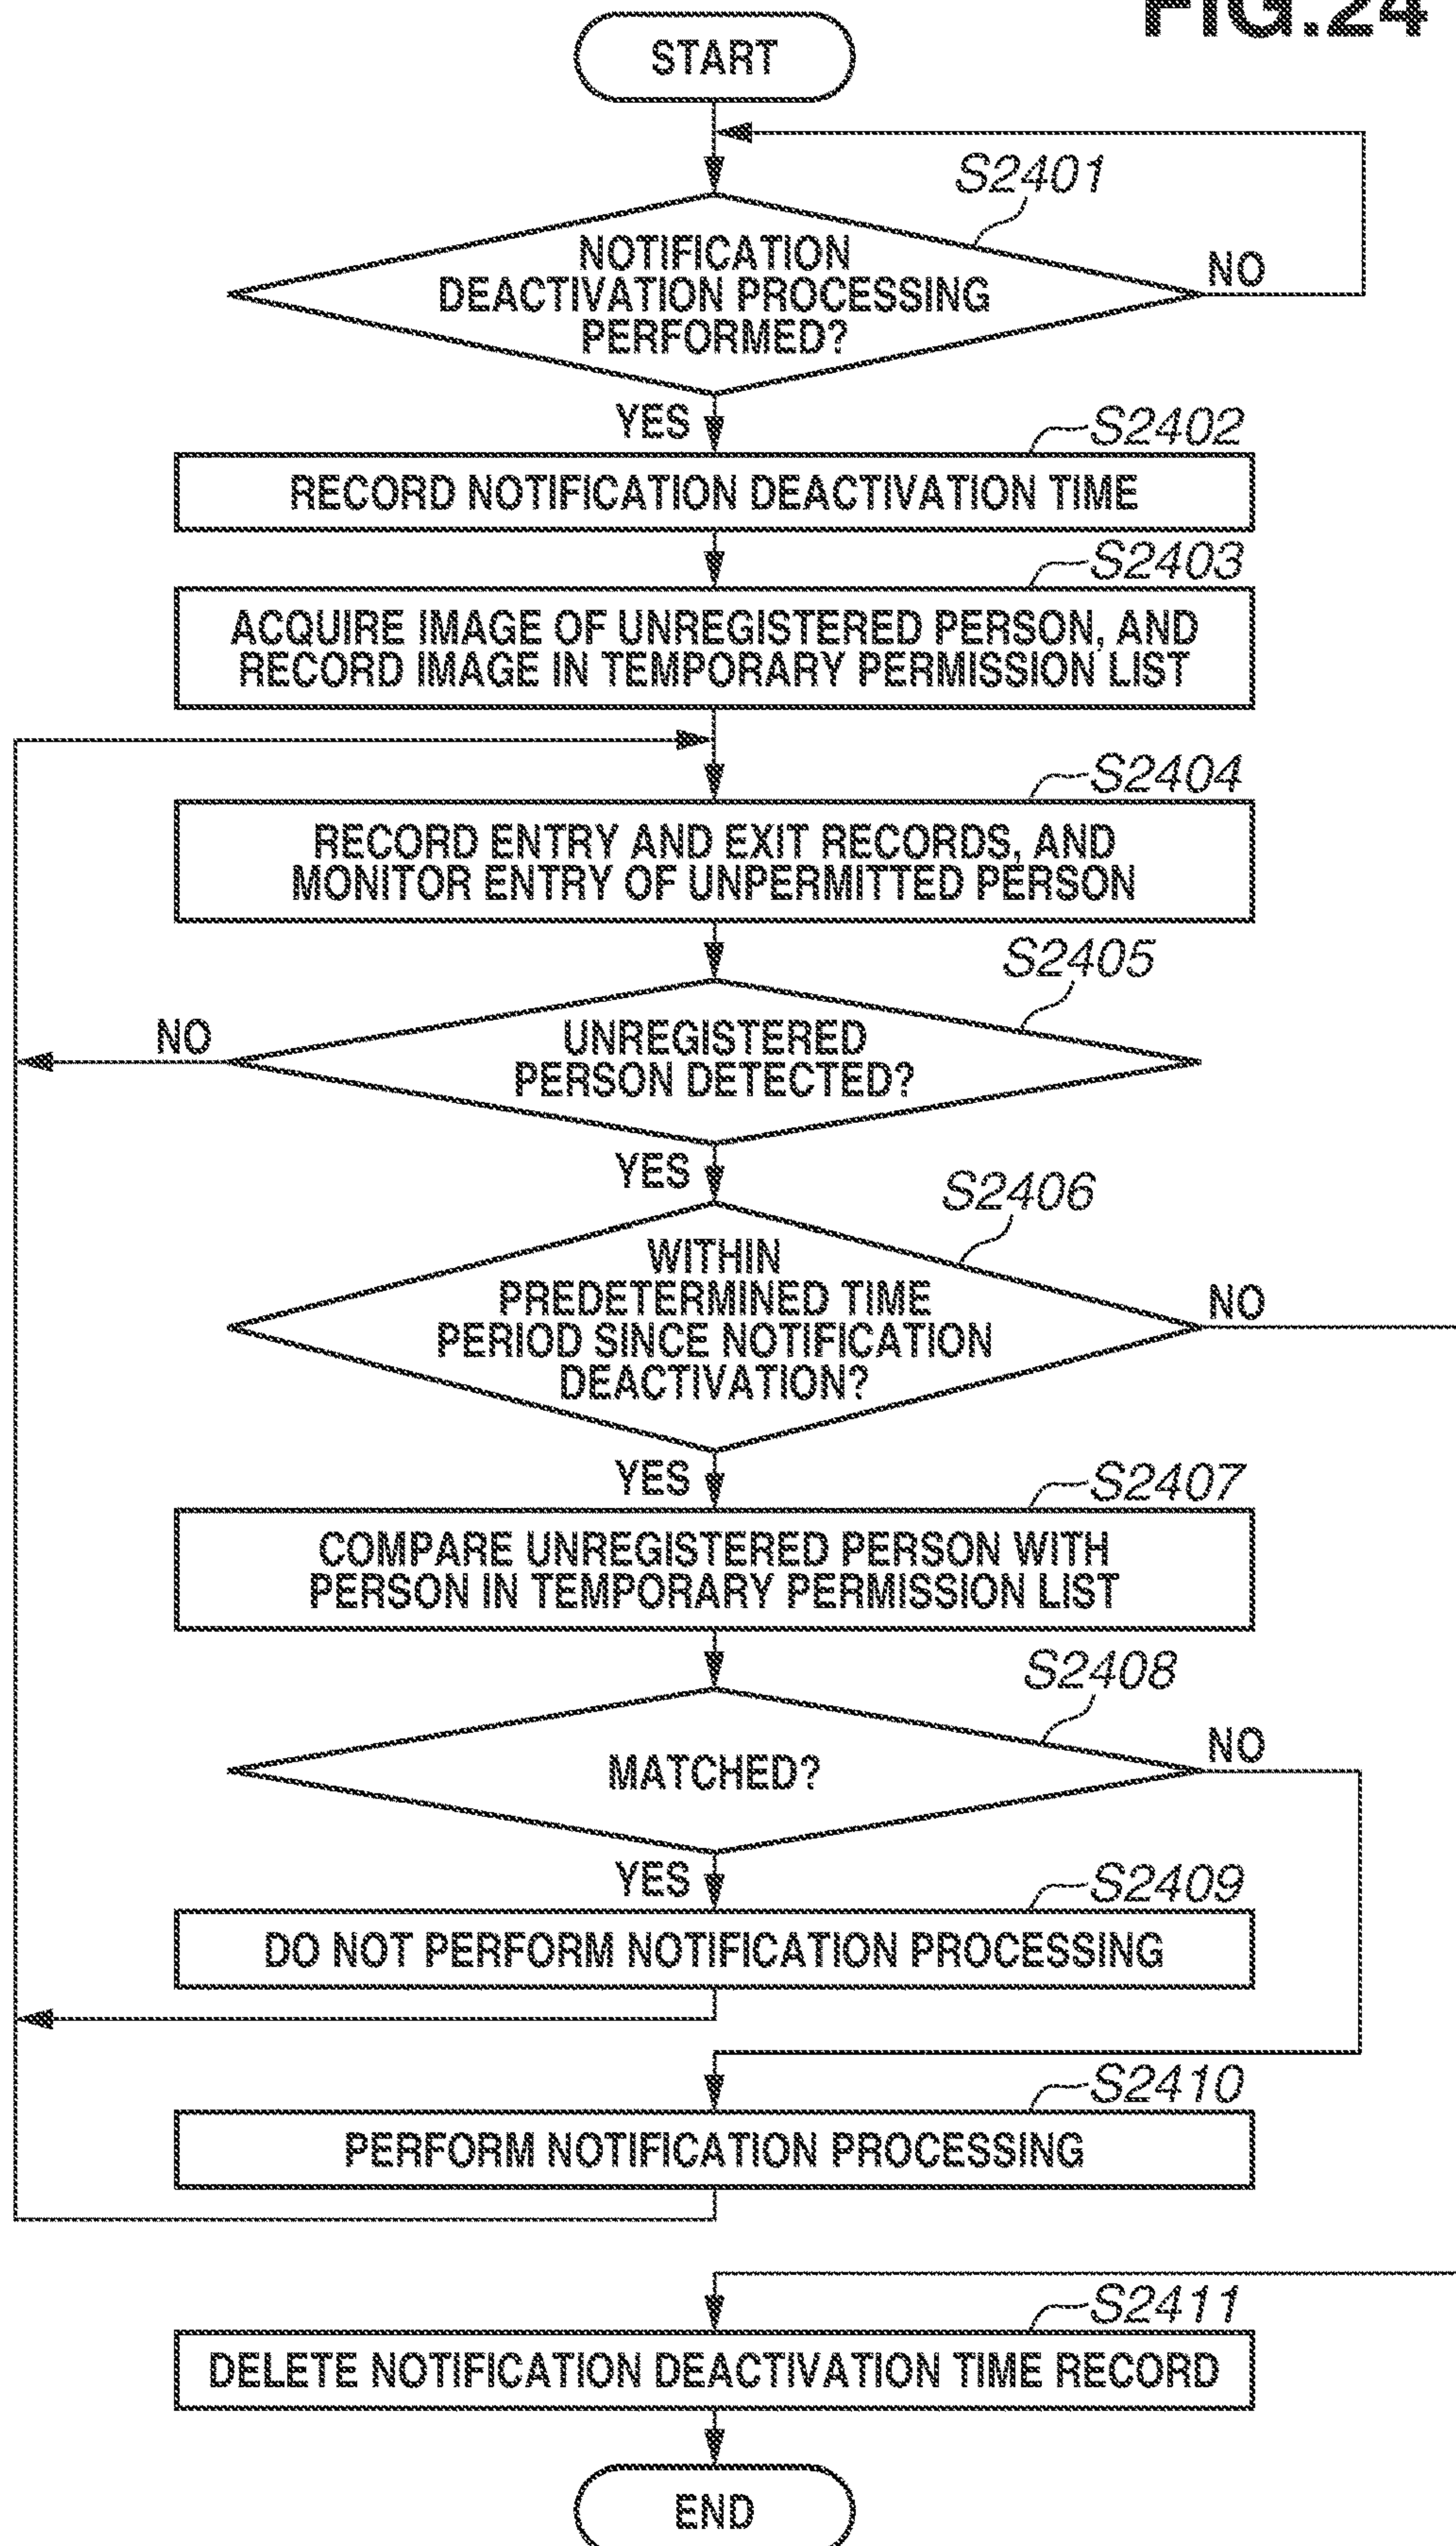 FIG.24
START
S2401
NOTIFICATION
DEACTIVATION PROCESSING
PERFORMED?
NO
YES
S2402
RECORD NOTIFICATION DEACTIVATION TIME
S2403
ACQUIRE IMAGE OF UNREGISTERED PERSON, AND
RECORD IMAGE IN TEMPORARY PERMISSION LIST
S2404
RECORD ENTRY AND EXIT RECORDS, AND
MONITOR ENTRY OF UNPERMITTED PERSON
S2405
NO
UNREGISTERED
PERSON DETECTED?
YES
S2406
WITHIN
PREDETERMINED TIME
PERIOD SINCE NOTIFICATION
DEACTIVATION?
NO
YES
S2407
COMPARE UNREGISTERED PERSON WITH
PERSON IN TEMPORARY PERMISSION LIST
S2408
MATCHED?
NO
YES
S2409
DO NOT PERFORM NOTIFICATION PROCESSING
S2410
PERFORM NOTIFICATION PROCESSING
S2411
DELETE NOTIFICATION DEACTIVATION TIME RECORD
END